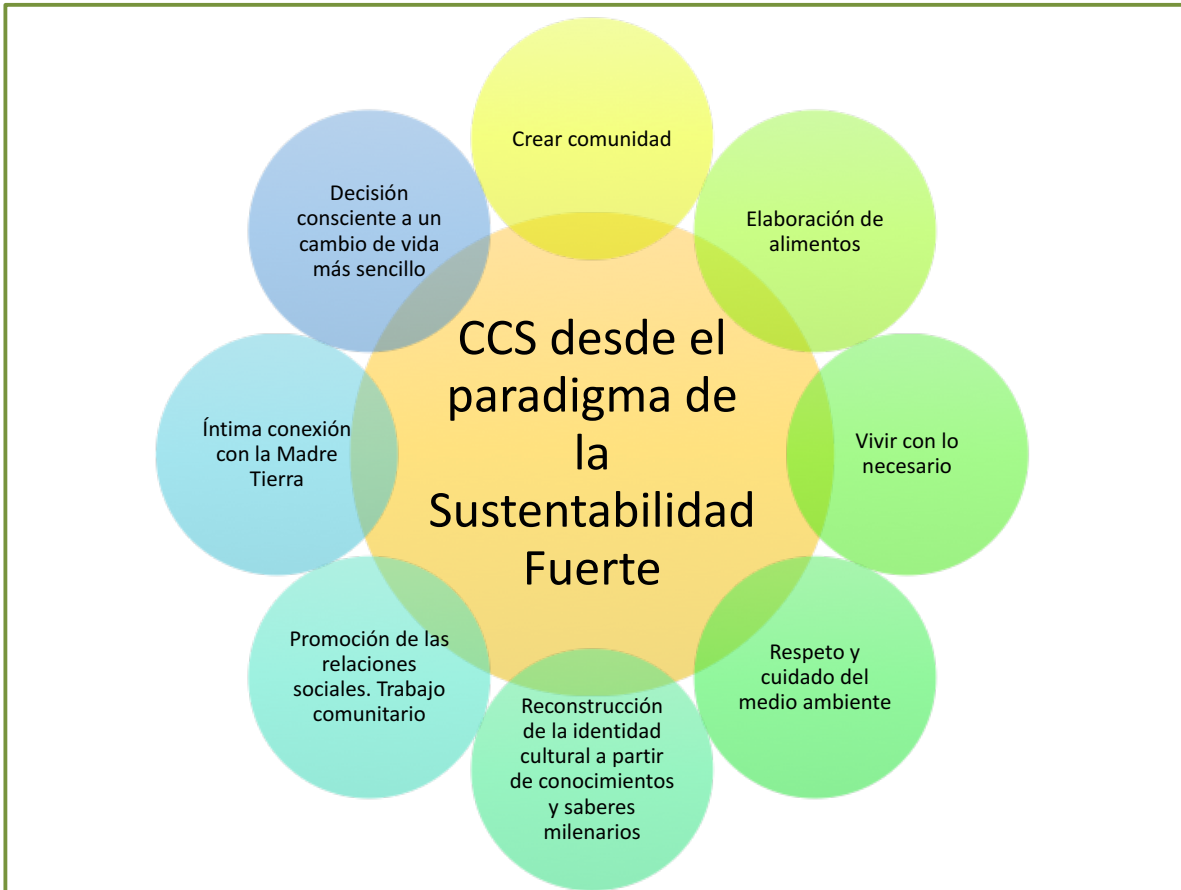 Crear comunidad
Elaboración de
alimentos
Vivir con lo
necesario
Respeto y
cuidado del
medio ambiente
Reconstrucción
de la identidad
cultural a partir
de conocimientos
y saberes
milenarios
Promoción de las
relaciones
sociales. Trabajo
comunitario
Íntima conexión
con la Madre
Tierra
Decisión
consciente a un
cambio de vida
más sencillo
CCS desde el
paradigma de
la
Sustentabilidad
Fuerte